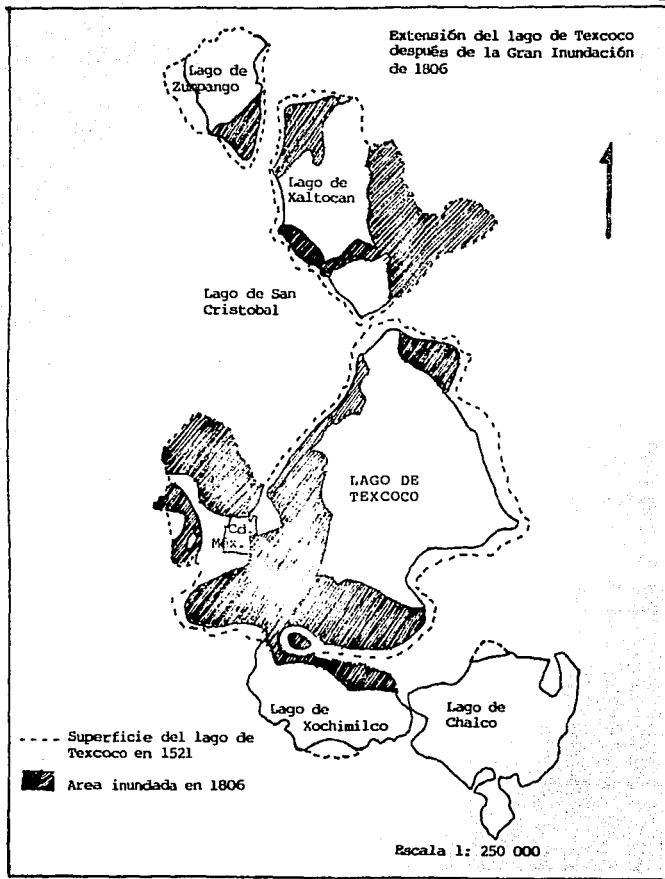 Extensión del lago de Texcoco
después de la Gran Inundación
de 1806
Lago de
Zumpango
Lago de
Xaltocan
Lago de San
Cristobal
LAGO DE
TEXCOCO
Cd.
Méx.
Lago de
Xochimilco
Lago de
Chalco
---- Superficie del lago de
Texcoco en 1521
Area inundada en 1806
Escala 1: 250 000